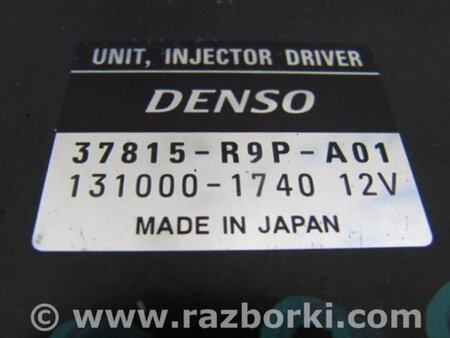 UNIT, INJECTOR DRIVER
DENSO
37815-R9P-A01
131000-1740 12V
MADE IN JAPAN
© www.razborki.com